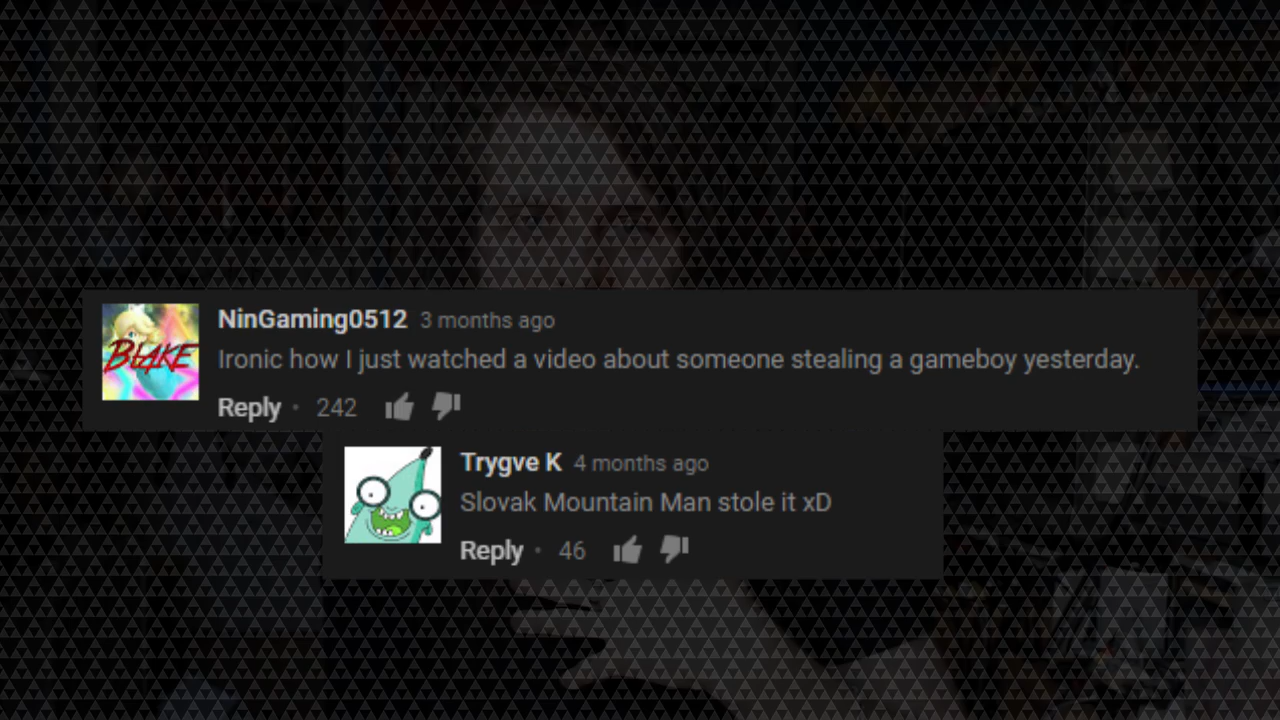 BLAKE
NinGaming0512 3 months ago
Ironic how I just watched a video about someone stealing a gameboy yesterday.
Reply • 242
Trygve K 4 months ago
Slovak Mountain Man stole it xD
Reply • 46